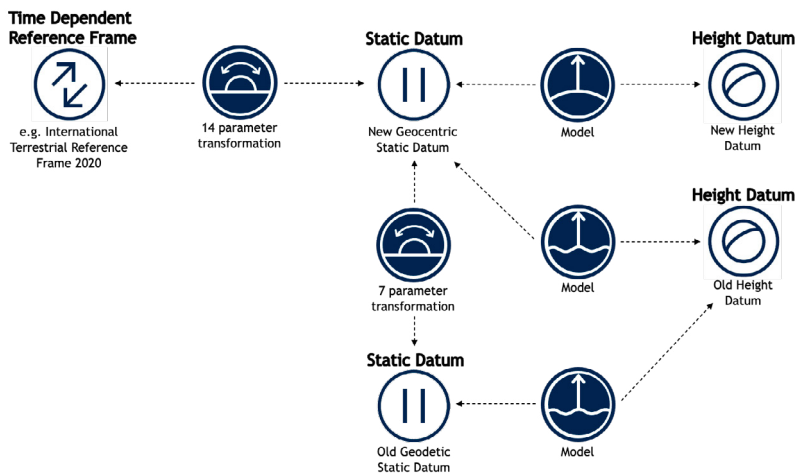 Time Dependent
Reference Frame
e.g. International
Terrestrial Reference
Frame 2020
14 parameter
transformation
Static Datum
New Geocentric
Static Datum
Model
Height Datum
New Height
Datum
7 parameter
transformation
Model
Height Datum
Old Height
Datum
Static Datum
Old Geodetic
Static Datum
Model